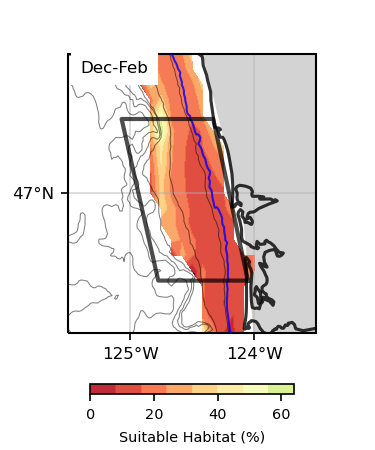 Dec-Feb
47°N
125°W 124°W
0 20 40 60
Suitable Habitat (%)